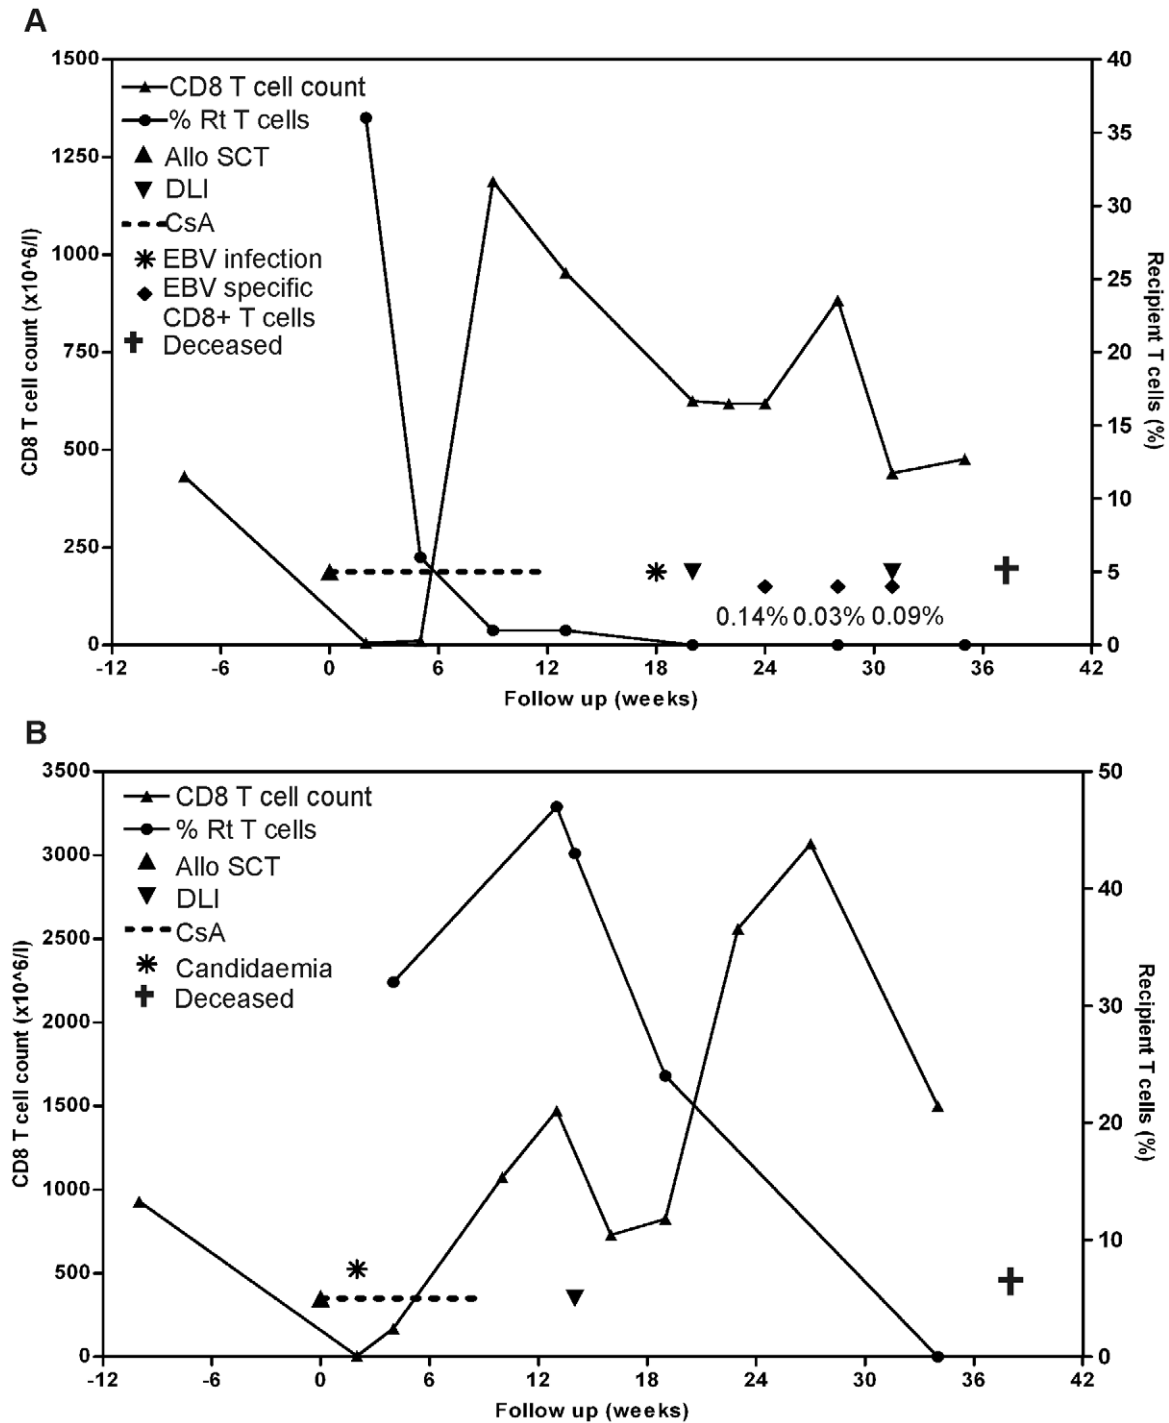 A
1500
1250
1000
750
500
250
0
CD8 T cell count (x10^6/l)
CD8 T cell count
% Rt T cells
Allo SCT
DLI
CsA
EBV infection
EBV specific
CD8+ T cells
Deceased
0.14% 0.03% 0.09%
40
35
30
25
20
15
10
5
0
Recipient T cells (%)
-12 -6 0 6 12 18 24 30 36 42
Follow up (weeks)
B
3500
3000
2500
2000
1500
1000
500
0
CD8 T cell count (x10^6/l)
CD8 T cell count
% Rt T cells
Allo SCT
DLI
CsA
Candidaemia
Deceased
50
40
30
20
10
0
Recipient T cells (%)
-12 -6 0 6 12 18 24 30 36 42
Follow up (weeks)